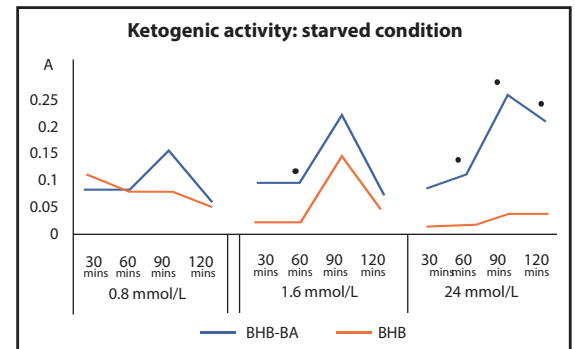 Ketogenic activity: starved condition
A
0.25
0.2
0.15
0.1
0.05
0
30 60 90 120 30 60 90 120 30 60 90 120
mins mins mins mins mins mins mins mins mins mins mins mins
0.8 mmol/L 1.6 mmol/L 24 mmol/L
BHB-BA BHB